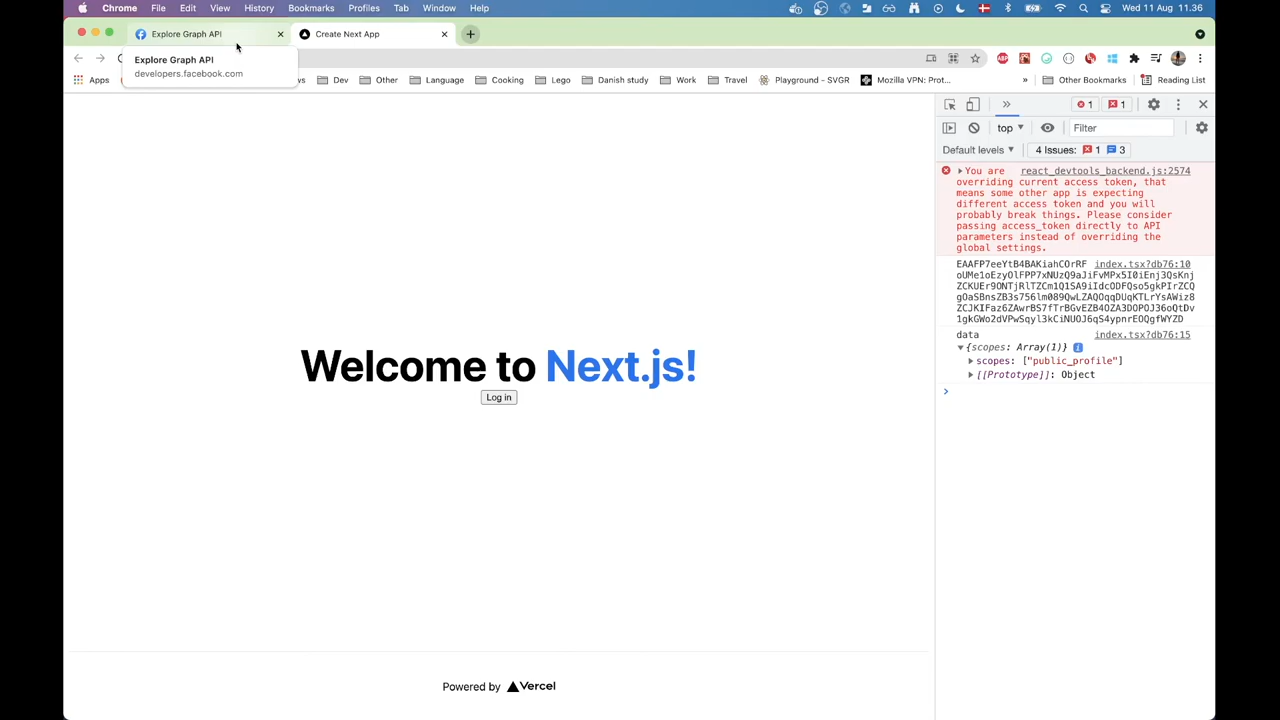 Chrome File Edit View History Bookmarks Profiles Tab Window Help Wed 11 Aug 11.36
Explore Graph API Create Next App
Explore Graph API
developers.facebook.com
Apps Dev Other Language Cooking Lego Danish study Work Travel Playground - SVGR Mozilla VPN: Prot... » Other Bookmarks Reading List
» 1 1
top Filter
Default levels 4 Issues: 1 3
You are react_devtools_backend.js:2574
overriding current access token, that
means some other app is expecting
different access token and you will
probably break things. Please consider
passing access_token directly to API
parameters instead of overriding the
global settings.
index.tsx?db76:10
data index.tsx?db76:15
{scopes: Array(1)}
scopes: ["public_profile"]
[[Prototype]]: Object
Welcome to Next.js!
Log in
Powered by Vercel